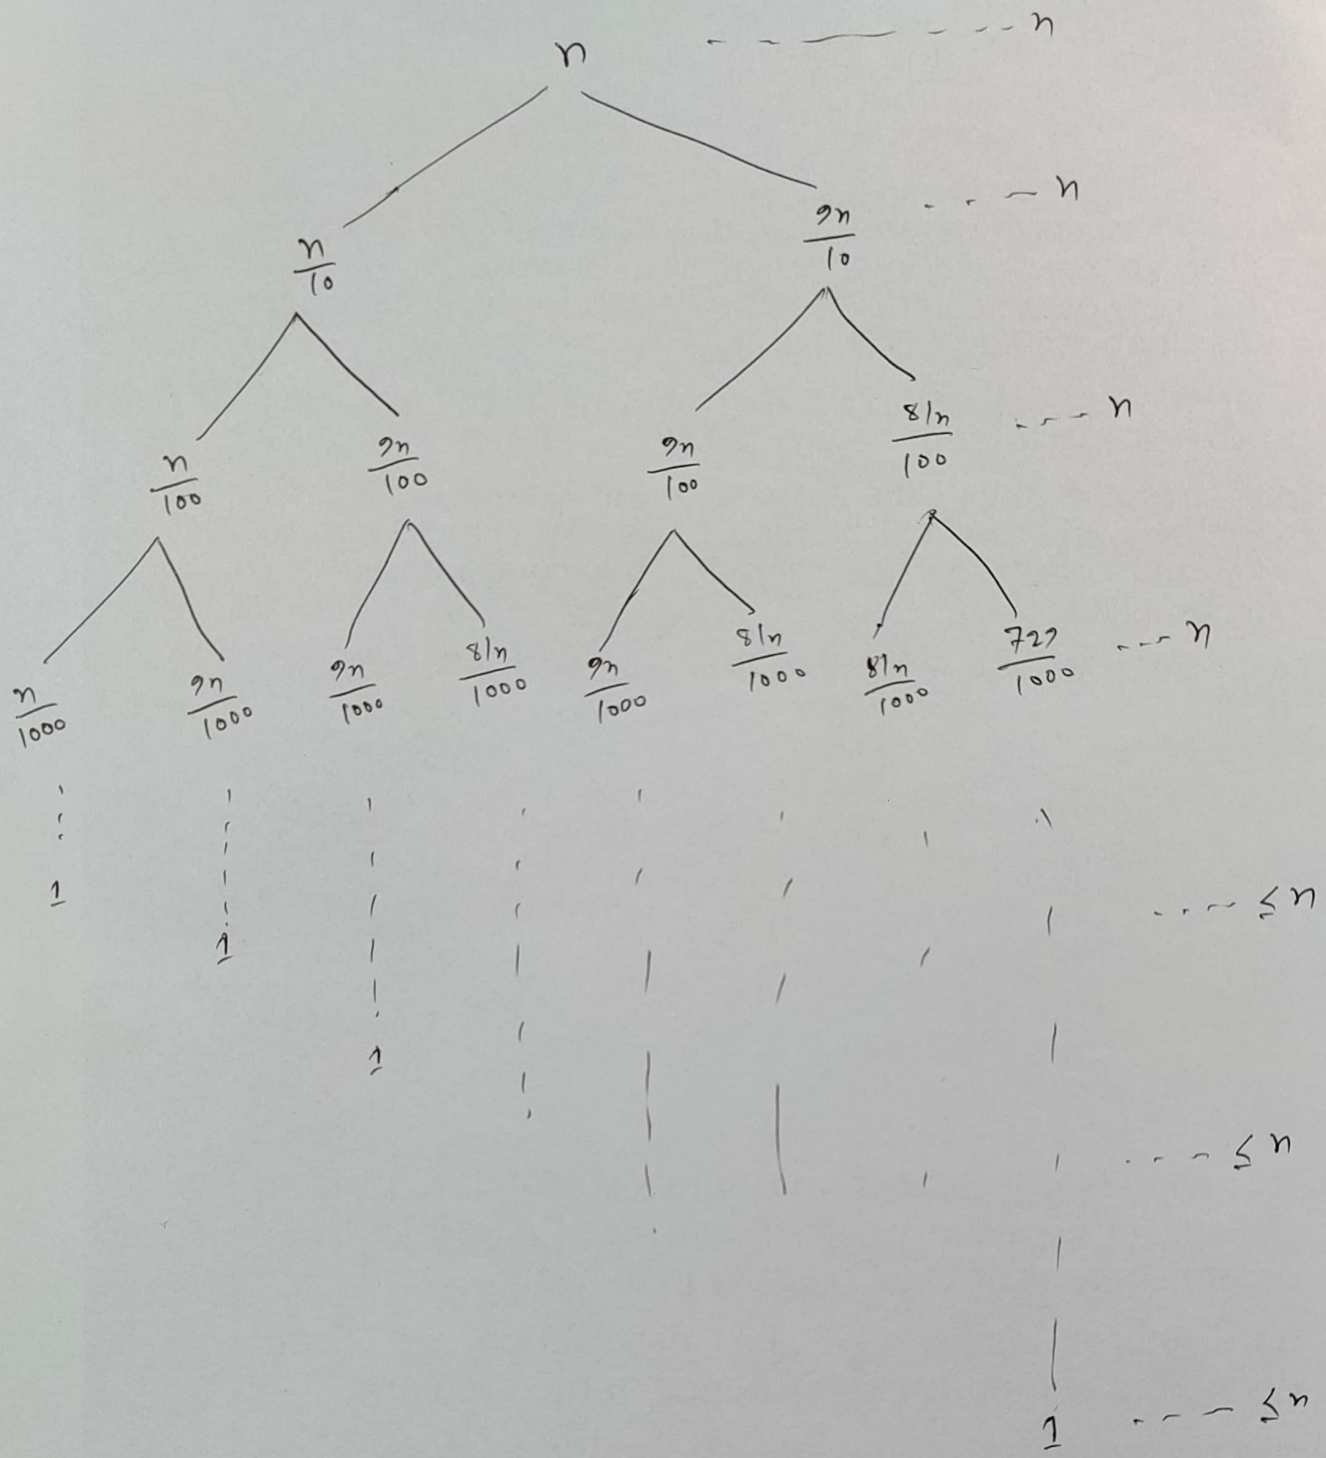 n - - - - - - - n
n/10 9n/10 - - - n
n/100 9n/100 9n/100 81n/100 - - - n
n/1000 9n/1000 9n/1000 81n/1000 9n/1000 81n/1000 81n/1000 729/1000 - - - n
1 - - - ≤ n
1
1
- - - ≤ n
1 - - - ≤ n